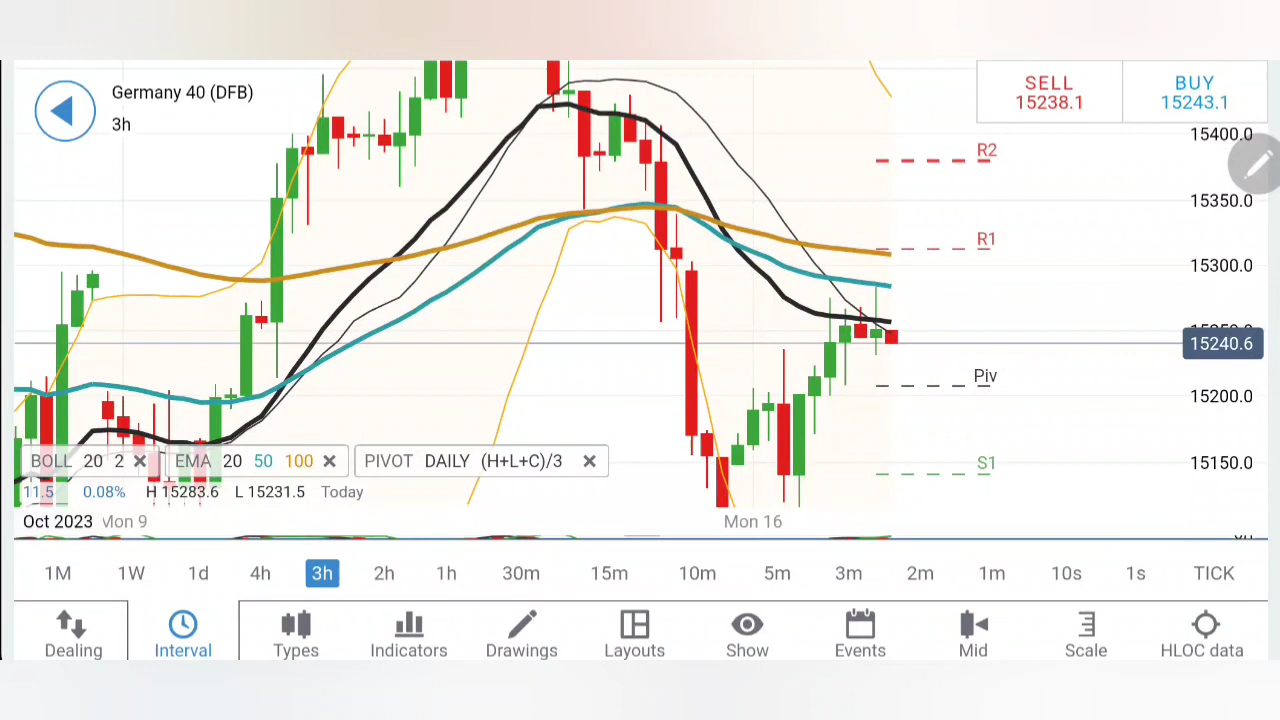 Germany 40 (DFB)
3h
SELL
15238.1
BUY
15243.1
15400.0
R2
15350.0
R1
15300.0
15240.6
Piv
15200.0
S1
15150.0
BOLL 20 2 EMA 20 50 100 PIVOT DAILY (H+L+C)/3
11.5 0.08% H 15283.6 L 15231.5 Today
Oct 2023 Mon 9 Mon 16
1M 1W 1d 4h 3h 2h 1h 30m 15m 10m 5m 3m 2m 1m 10s 1s TICK
Dealing Interval Types Indicators Drawings Layouts Show Events Mid Scale HLOC data